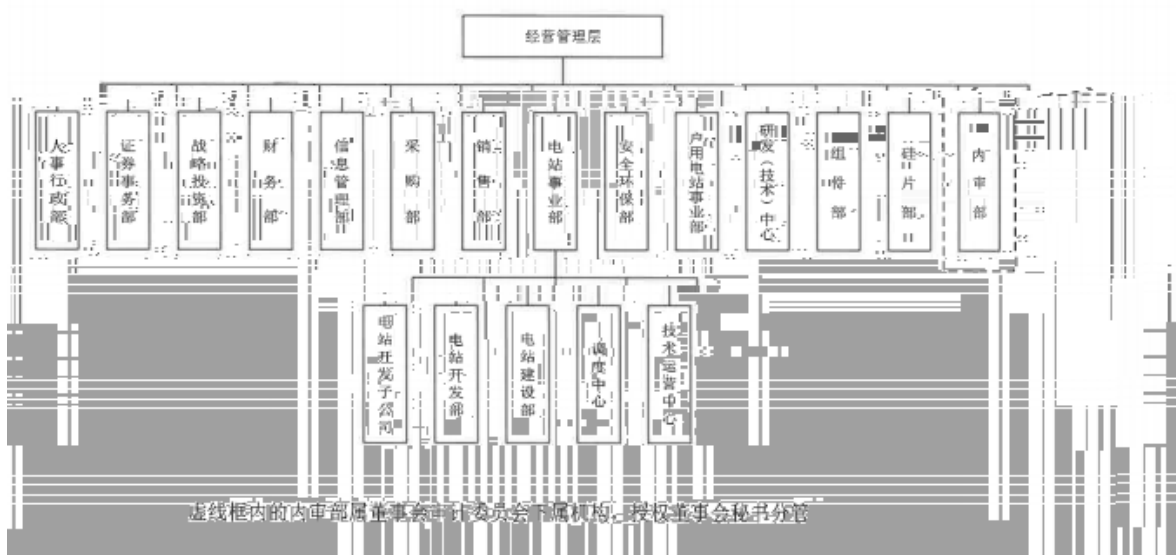 经营管理层
人事行政部
证券事务部
战略投资部
财务部
信息管理部
采购部
销售部
电站事业部
安全环保部
户用电站事业部
研发（技术）中心
组件部
硅片部
内审部
电站开发子公司
电站开发部
电站建设部
调度中心
技术运营中心
虚线框内的内审部属董事会审计委员会下属机构，授权董事会秘书分管